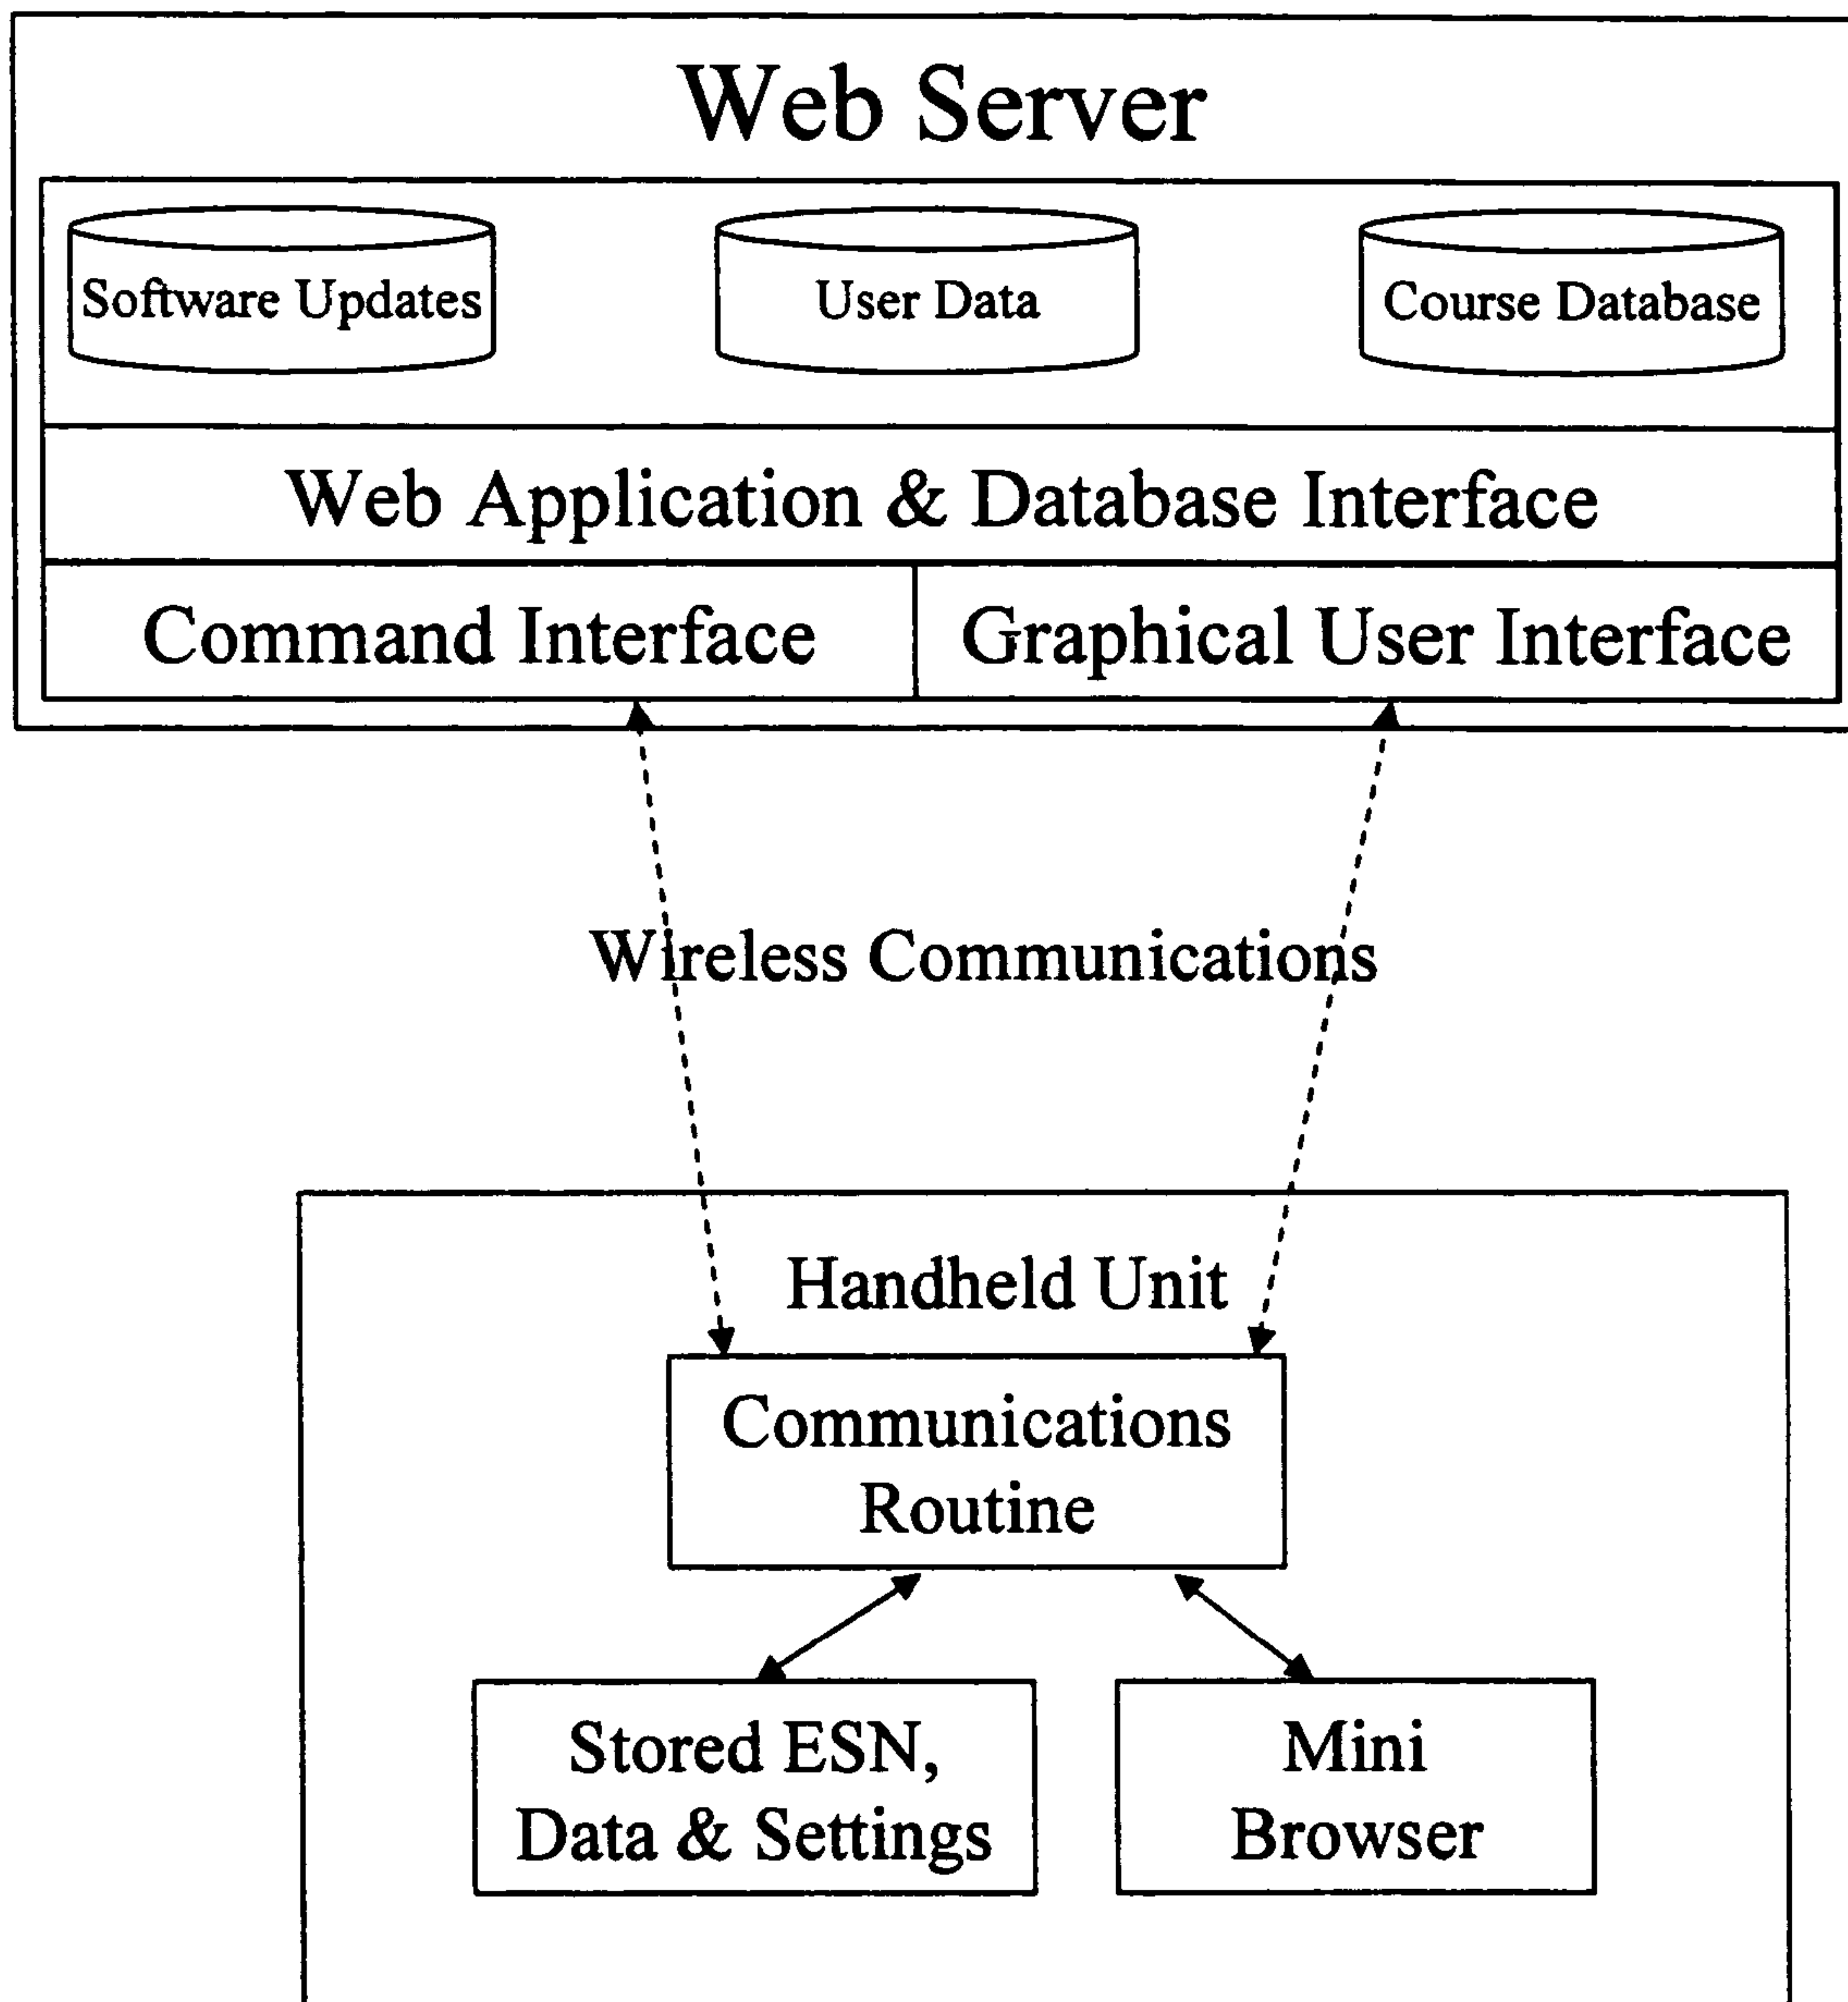 Web Server
Software Updates
User Data
Course Database
Web Application & Database Interface
Command Interface
Graphical User Interface
Wireless Communications
Handheld Unit
Communications
Routine
Stored ESN,
Data & Settings
Mini
Browser